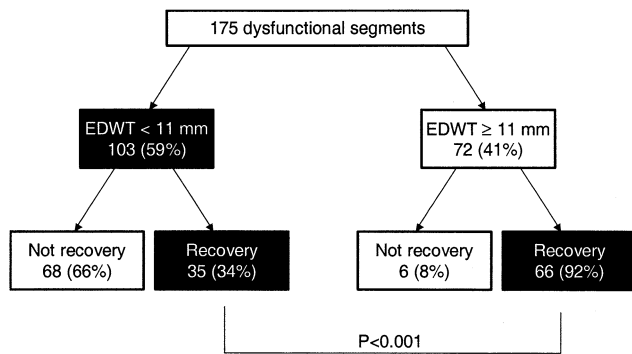 175 dysfunctional segments
EDWT < 11 mm
103 (59%)
EDWT ≥ 11 mm
72 (41%)
Not recovery
68 (66%)
Recovery
35 (34%)
Not recovery
6 (8%)
Recovery
66 (92%)
P<0.001